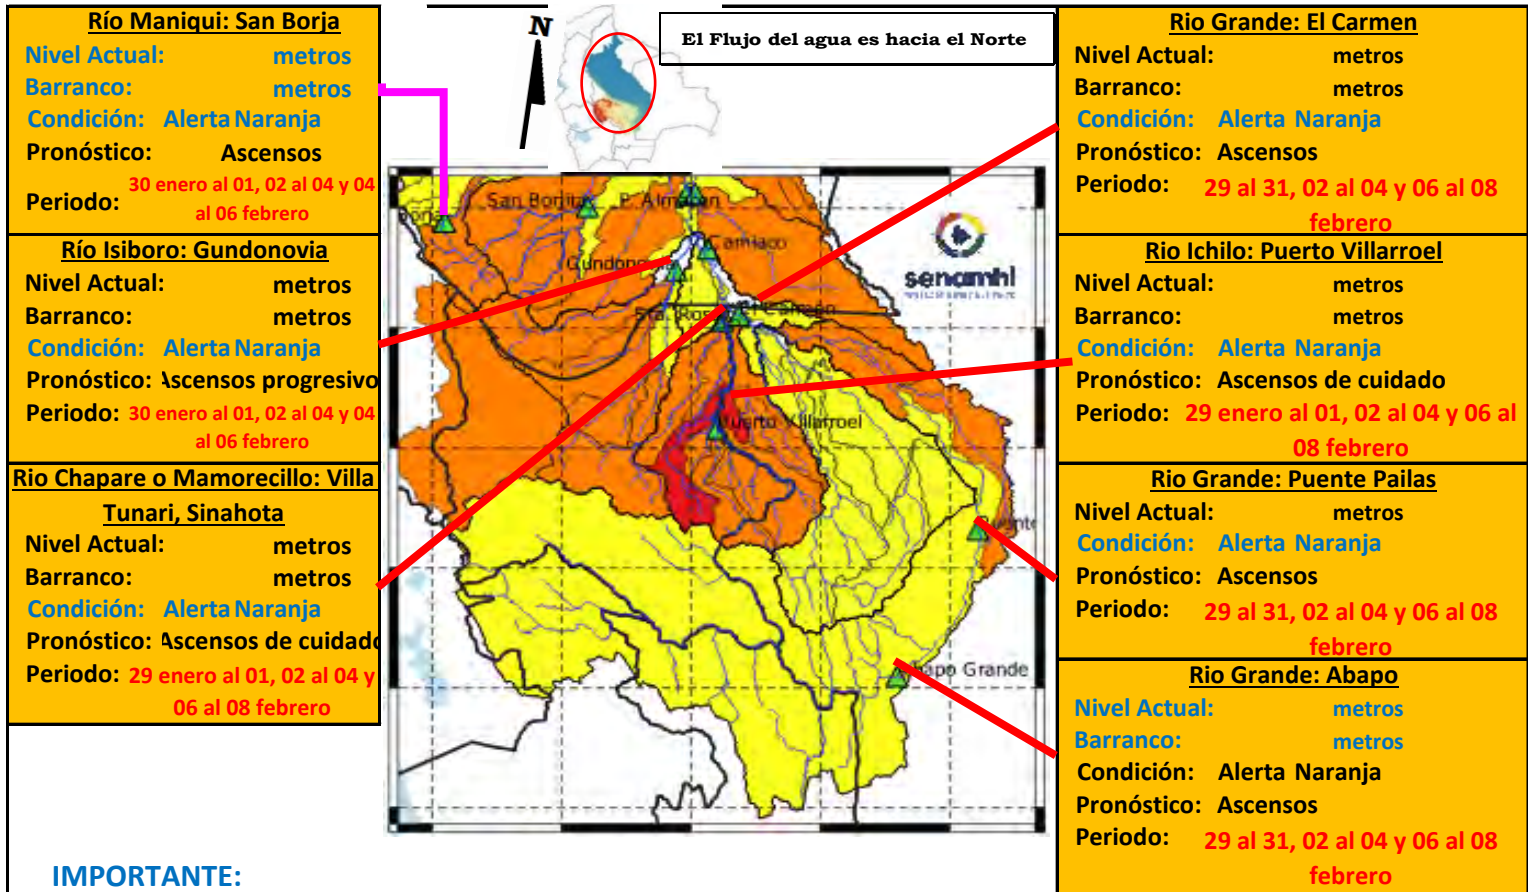 Río Maniqui: San Borja
Nivel Actual: metros
Barranco: metros
Condición: Alerta Naranja
Pronóstico: Ascensos
Periodo: 30 enero al 01, 02 al 04 y 04
al 06 febrero
Río Isiboro: Gundonovia
Nivel Actual: metros
Barranco: metros
Condición: Alerta Naranja
Pronóstico: Ascensos progresivo
Periodo: 30 enero al 01, 02 al 04 y 04
al 06 febrero
Rio Chapare o Mamorecillo: Villa
Tunari, Sinahota
Nivel Actual: metros
Barranco: metros
Condición: Alerta Naranja
Pronóstico: Ascensos de cuidado
Periodo: 29 enero al 01, 02 al 04 y
06 al 08 febrero
IMPORTANTE:
N
El Flujo del agua es hacia el Norte
San Borjita
P. Almacen
Borja
Camiaco
Gundonovia
senamhi
Sta. Rosa
El Carmen
Puerto Villarroel
Puente
Abapo Grande
Rio Grande: El Carmen
Nivel Actual: metros
Barranco: metros
Condición: Alerta Naranja
Pronóstico: Ascensos
Periodo: 29 al 31, 02 al 04 y 06 al 08
febrero
Rio Ichilo: Puerto Villarroel
Nivel Actual: metros
Barranco: metros
Condición: Alerta Naranja
Pronóstico: Ascensos de cuidado
Periodo: 29 enero al 01, 02 al 04 y 06 al
08 febrero
Rio Grande: Puente Pailas
Nivel Actual: metros
Condición: Alerta Naranja
Pronóstico: Ascensos
Periodo: 29 al 31, 02 al 04 y 06 al 08
febrero
Rio Grande: Abapo
Nivel Actual: metros
Barranco: metros
Condición: Alerta Naranja
Pronóstico: Ascensos
Periodo: 29 al 31, 02 al 04 y 06 al 08
febrero